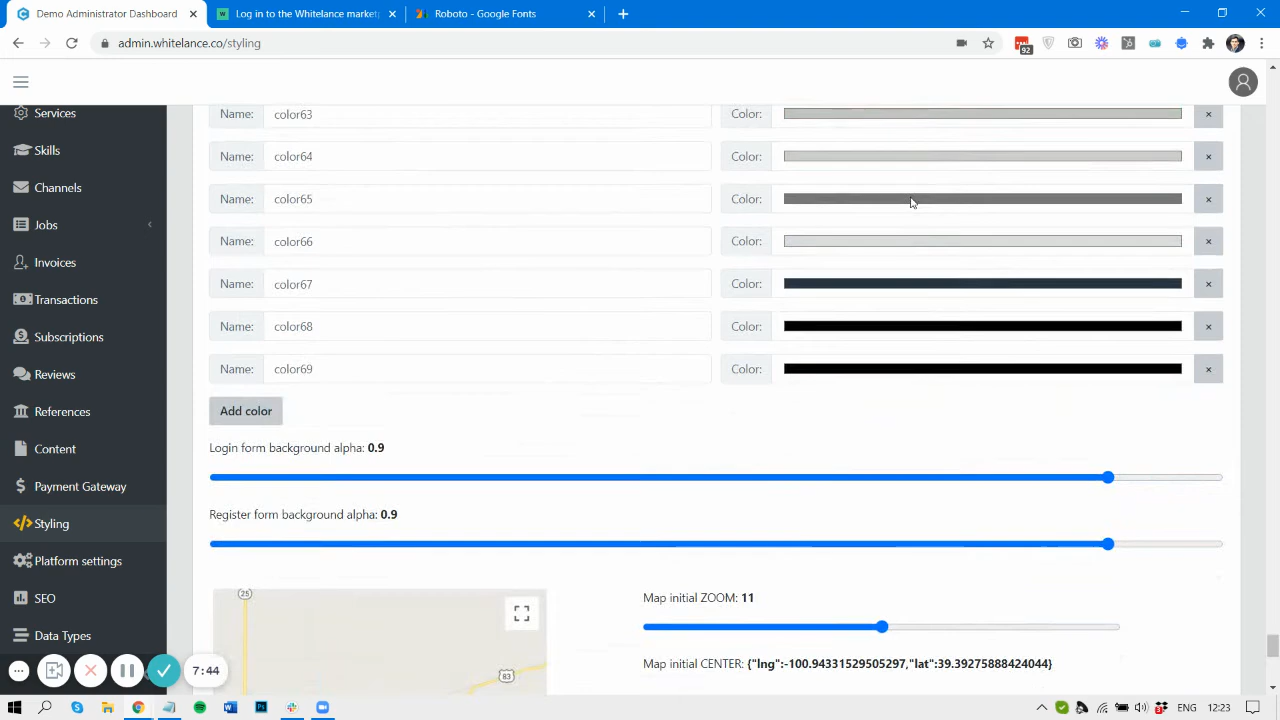 Demo Administrator Dashboard
Log in to the Whitelance market
Roboto - Google Fonts
admin.whitelance.co/styling
92
Services
Skills
Channels
Jobs
Invoices
Transactions
Subscriptions
Reviews
References
Content
Payment Gateway
Styling
Platform settings
SEO
Data Types
Name: color63 Color:
Name: color64 Color:
Name: color65 Color:
Name: color66 Color:
Name: color67 Color:
Name: color68 Color:
Name: color69 Color:
Add color
Login form background alpha: 0.9
Register form background alpha: 0.9
25
83
Map initial ZOOM: 11
Map initial CENTER: {"lng":-100.94331529505297,"lat":39.39275888424044}
7:44
ENG 12:23